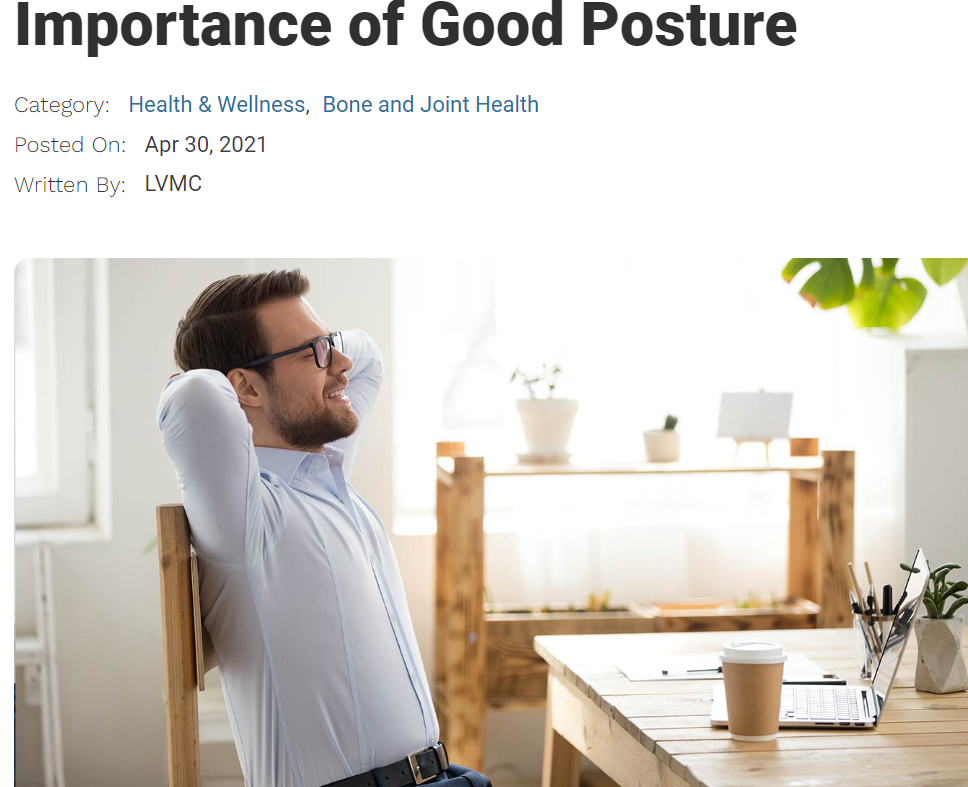 Importance of Good Posture
Category: Health & Wellness, Bone and Joint Health
Posted On: Apr 30, 2021
Written By: LVMC